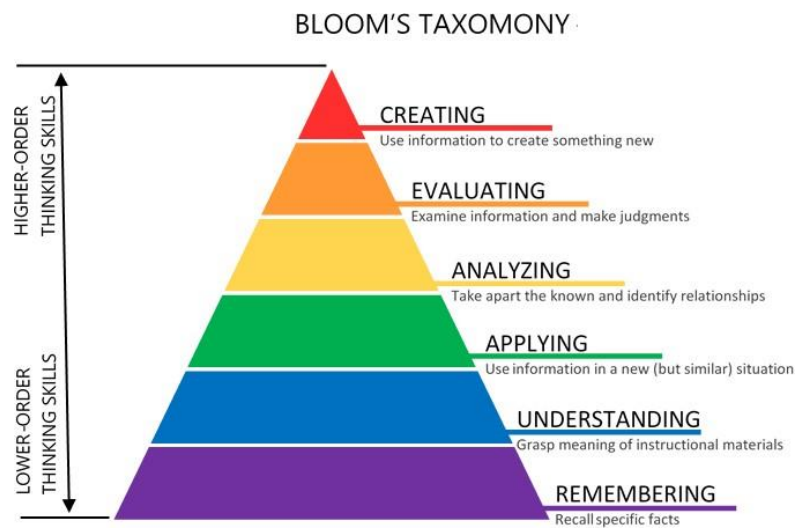 BLOOM'S TAXOMONY
HIGHER-ORDER
THINKING SKILLS
LOWER-ORDER
THINKING SKILLS
CREATING
Use information to create something new
EVALUATING
Examine information and make judgments
ANALYZING
Take apart the known and identify relationships
APPLYING
Use information in a new (but similar) situation
UNDERSTANDING
Grasp meaning of instructional materials
REMEMBERING
Recall specific facts